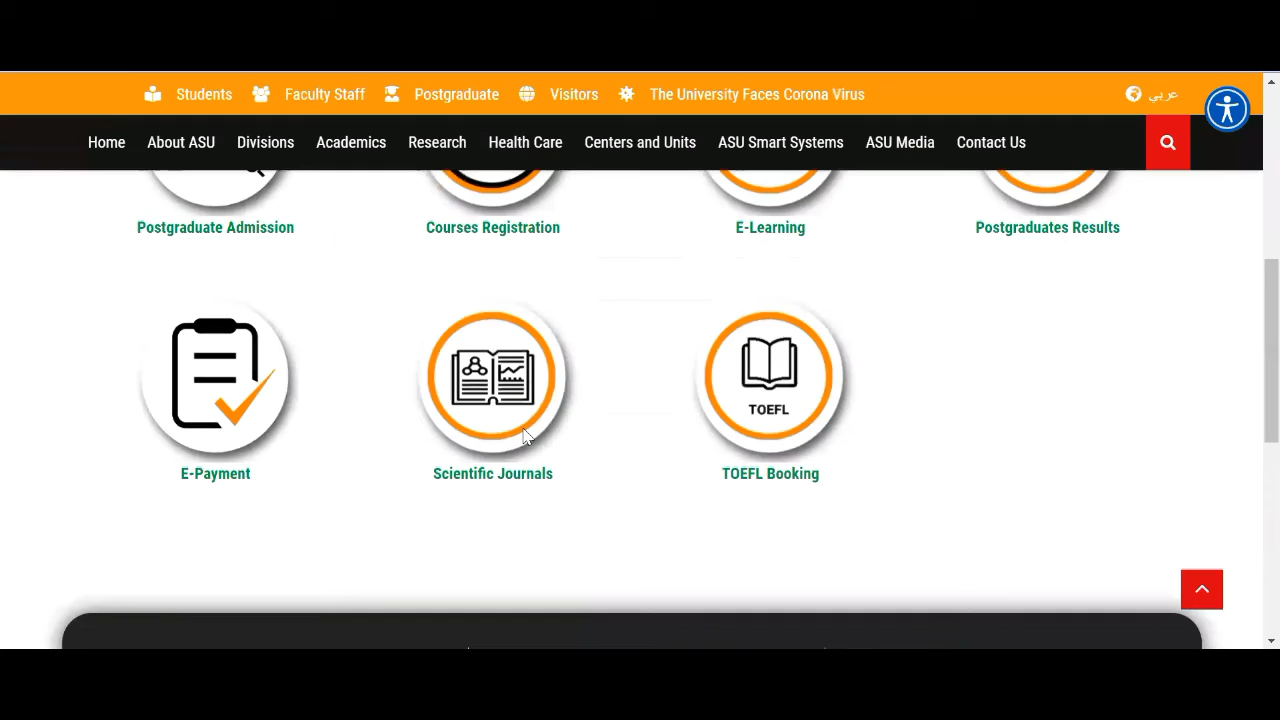 Students Faculty Staff Postgraduate Visitors The University Faces Corona Virus عربي
Home About ASU Divisions Academics Research Health Care Centers and Units ASU Smart Systems ASU Media Contact Us
Postgraduate Admission Courses Registration E-Learning Postgraduates Results
TOEFL
E-Payment Scientific Journals TOEFL Booking